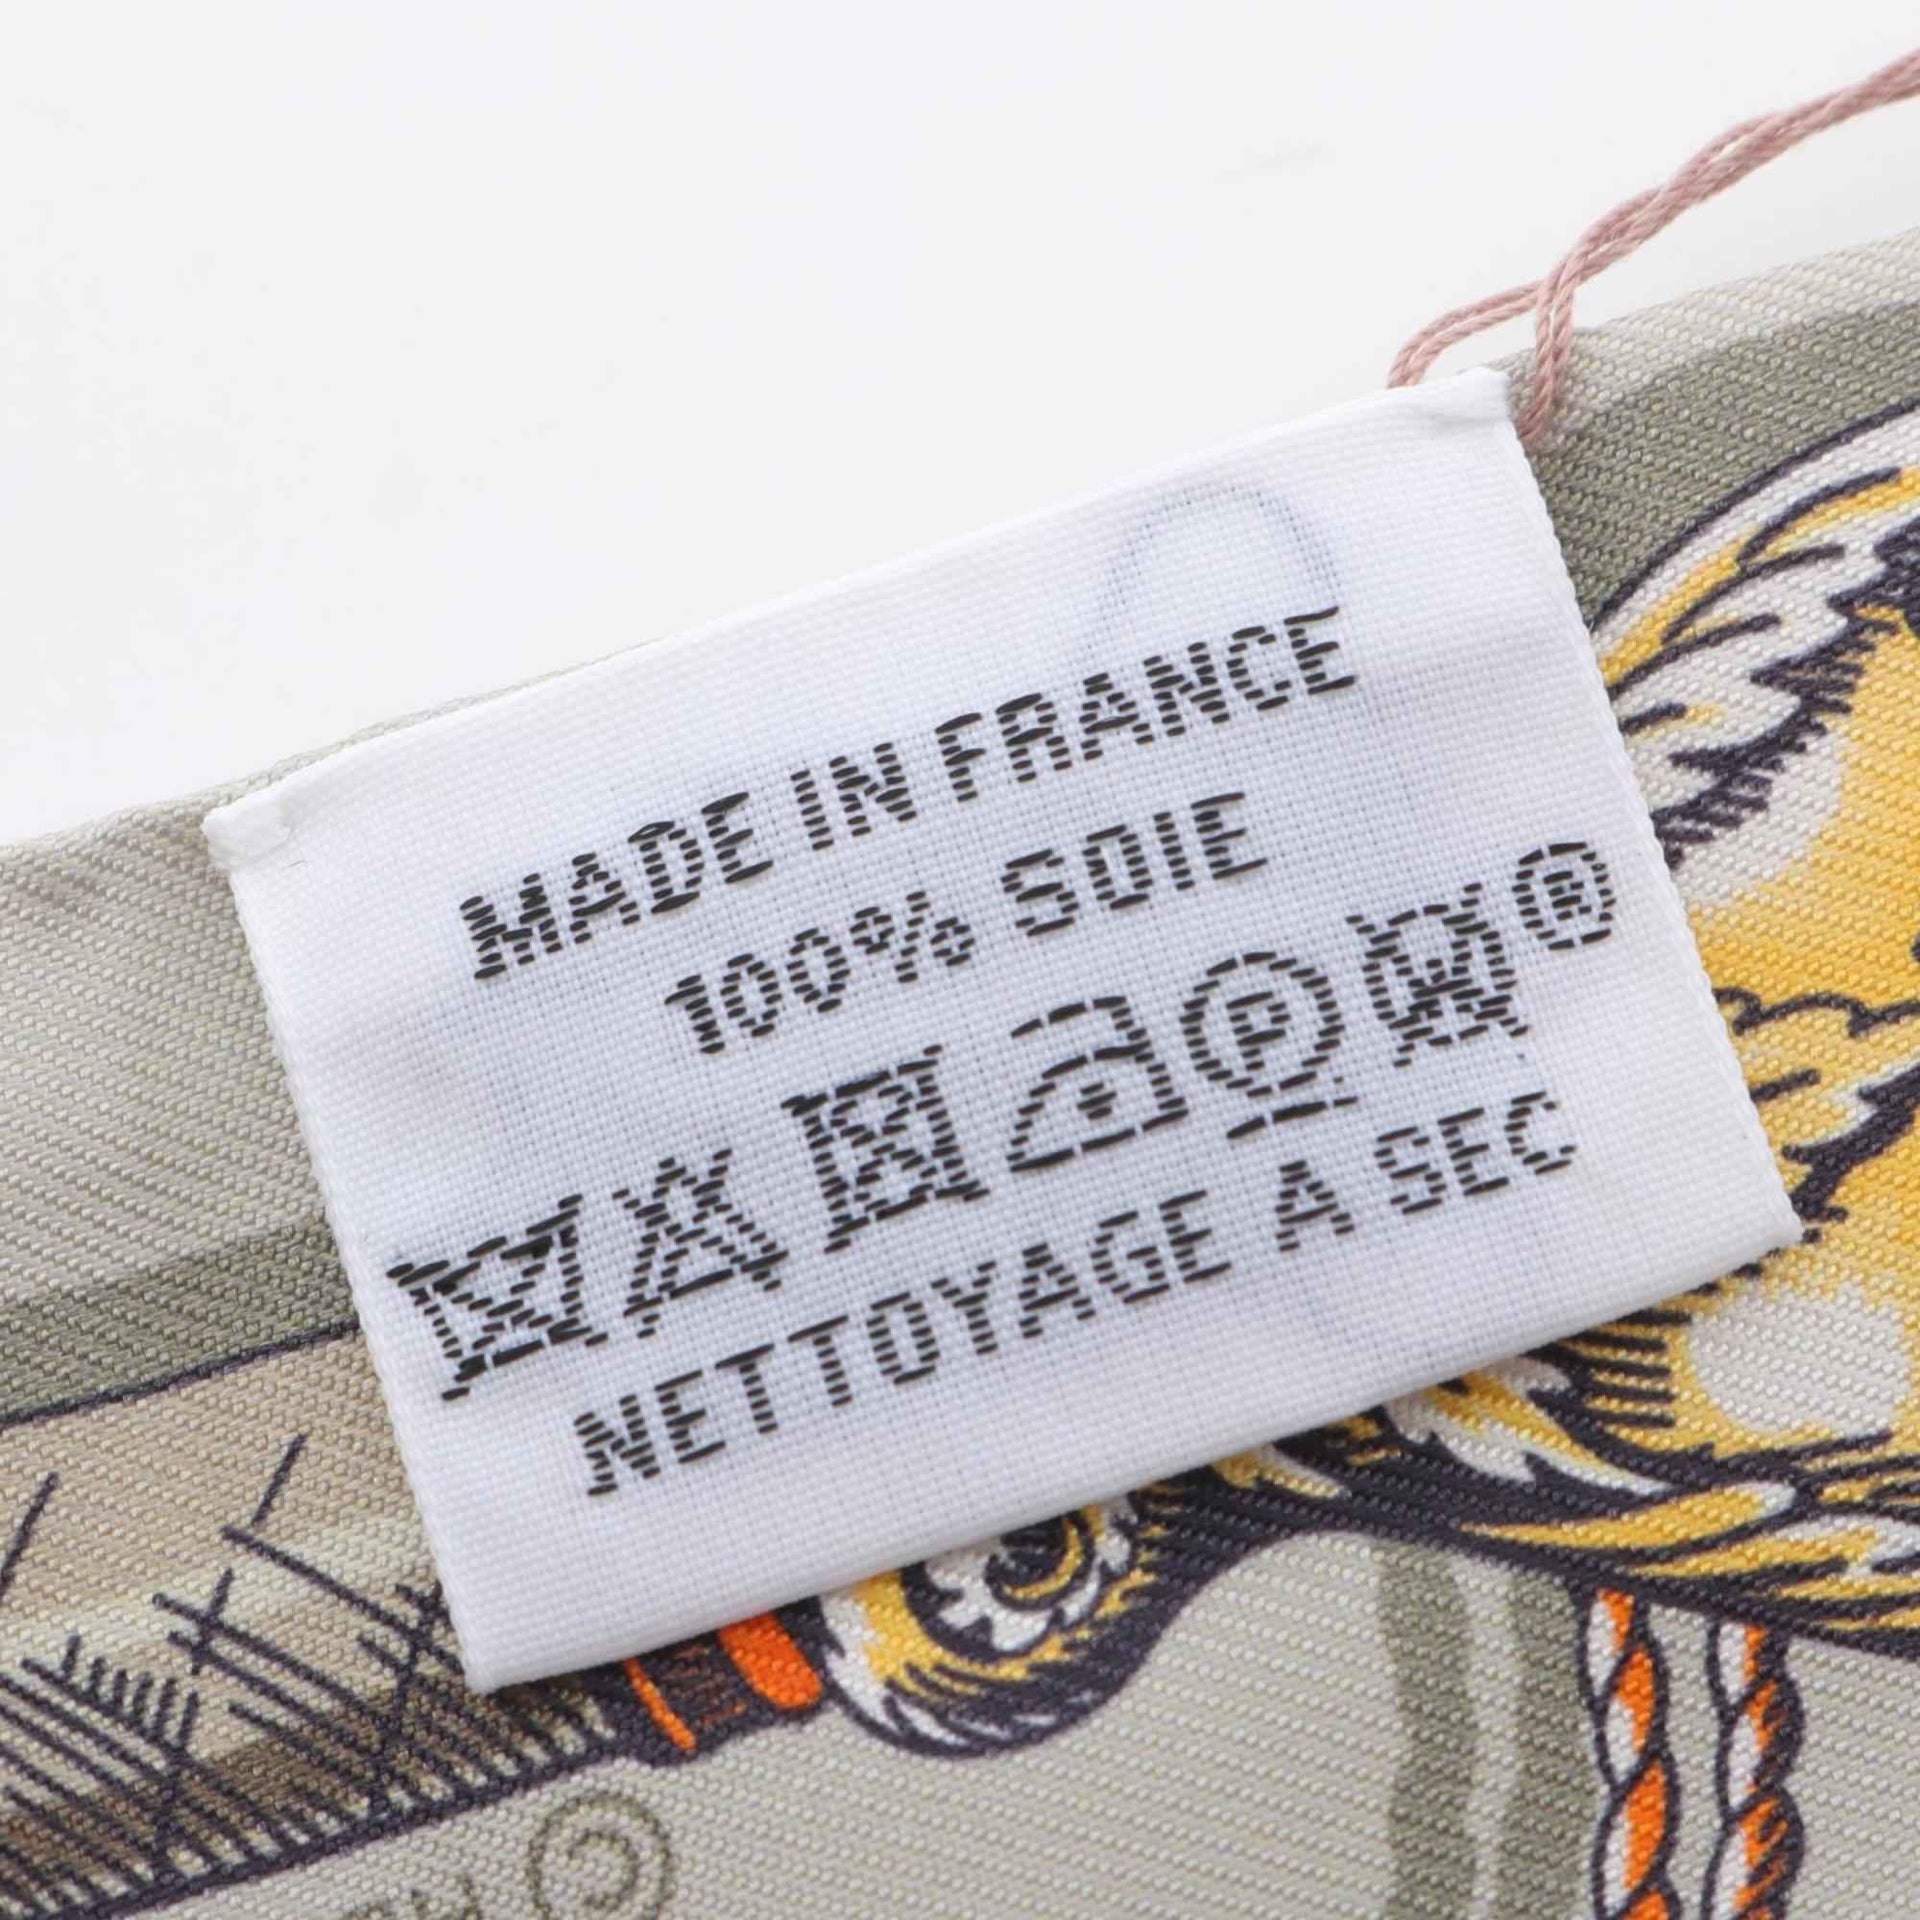 MADE IN FRANCE
100% SOIE
P ®
NETTOYAGE A SEC
©